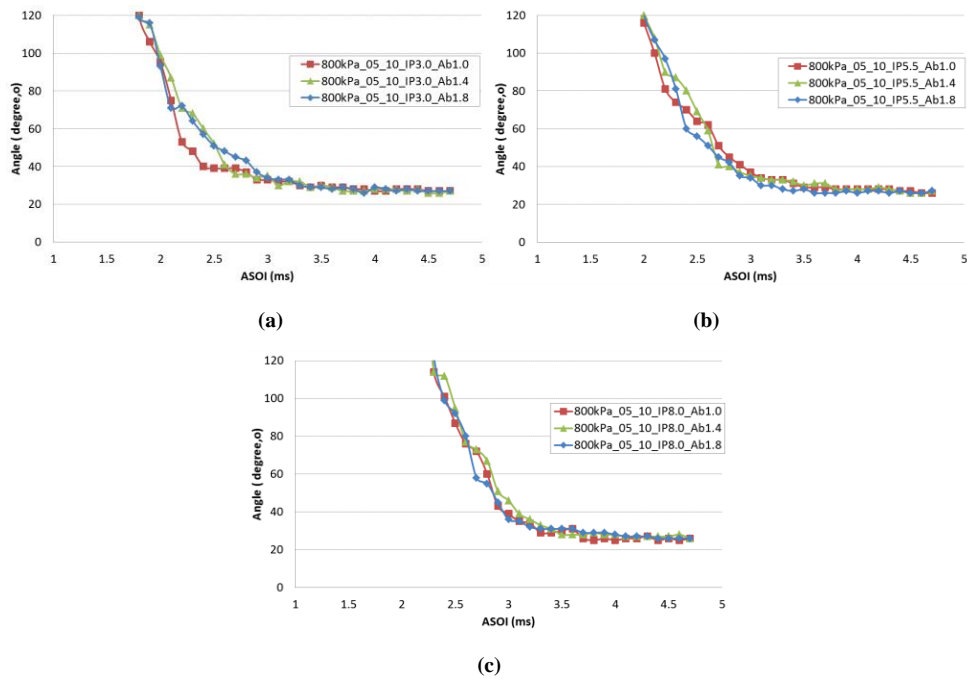 120
100
80
60
40
20
0
Angle ( degree,o)
800kPa_05_10_IP3.0_Ab1.0
800kPa_05_10_IP3.0_Ab1.4
800kPa_05_10_IP3.0_Ab1.8
1 1.5 2 2.5 3 3.5 4 4.5 5
ASOI (ms)
(a)
120
100
80
60
40
20
0
Angle ( degree,o)
800kPa_05_10_IP5.5_Ab1.0
800kPa_05_10_IP5.5_Ab1.4
800kPa_05_10_IP5.5_Ab1.8
1 1.5 2 2.5 3 3.5 4 4.5 5
ASOI (ms)
(b)
120
100
80
60
40
20
0
Angle ( degree,o)
800kPa_05_10_IP8.0_Ab1.0
800kPa_05_10_IP8.0_Ab1.4
800kPa_05_10_IP8.0_Ab1.8
1 1.5 2 2.5 3 3.5 4 4.5 5
ASOI (ms)
(c)